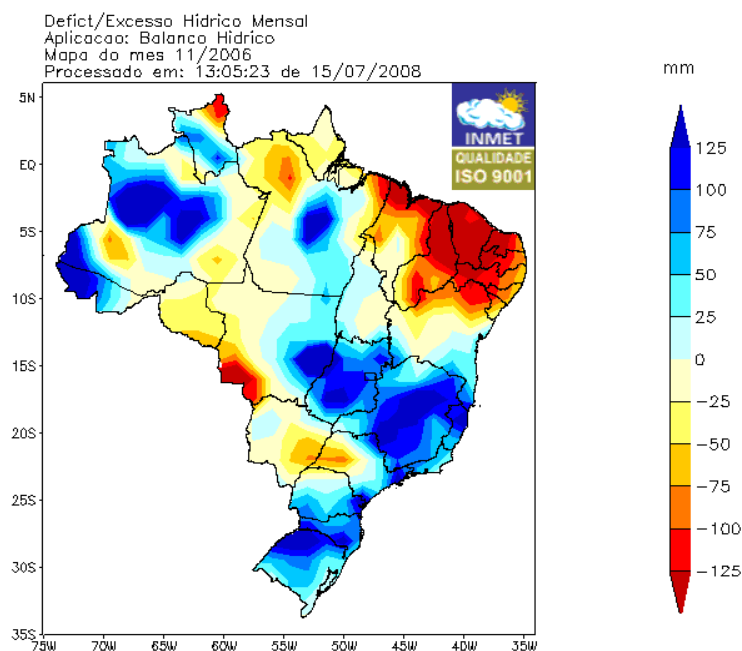 Defict/Excesso Hidrico Mensal
Aplicacao: Balanco Hidrico
Mapa do mes 11/2006
Processado em: 13:05:23 de 15/07/2008
mm
INMET
QUALIDADE
ISO 9001
5N
EQ
5S
10S
15S
20S
25S
30S
35S
75W 70W 65W 60W 55W 50W 45W 40W 35W
125
100
75
50
25
0
-25
-50
-75
-100
-125